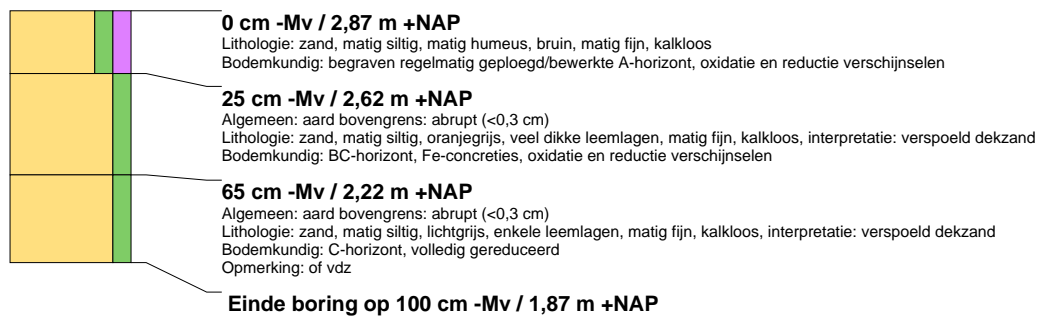 0 cm -Mv / 2,87 m +NAP
Lithologie: zand, matig siltig, matig humeus, bruin, matig fijn, kalkloos
Bodemkundig: begraven regelmatig geploegd/bewerkte A-horizont, oxidatie en reductie verschijnselen
25 cm -Mv / 2,62 m +NAP
Algemeen: aard bovengrens: abrupt (<0,3 cm)
Lithologie: zand, matig siltig, oranjegrijs, veel dikke leemlagen, matig fijn, kalkloos, interpretatie: verspoeld dekzand
Bodemkundig: BC-horizont, Fe-concreties, oxidatie en reductie verschijnselen
65 cm -Mv / 2,22 m +NAP
Algemeen: aard bovengrens: abrupt (<0,3 cm)
Lithologie: zand, matig siltig, lichtgrijs, enkele leemlagen, matig fijn, kalkloos, interpretatie: verspoeld dekzand
Bodemkundig: C-horizont, volledig gereduceerd
Opmerking: of vdz
Einde boring op 100 cm -Mv / 1,87 m +NAP